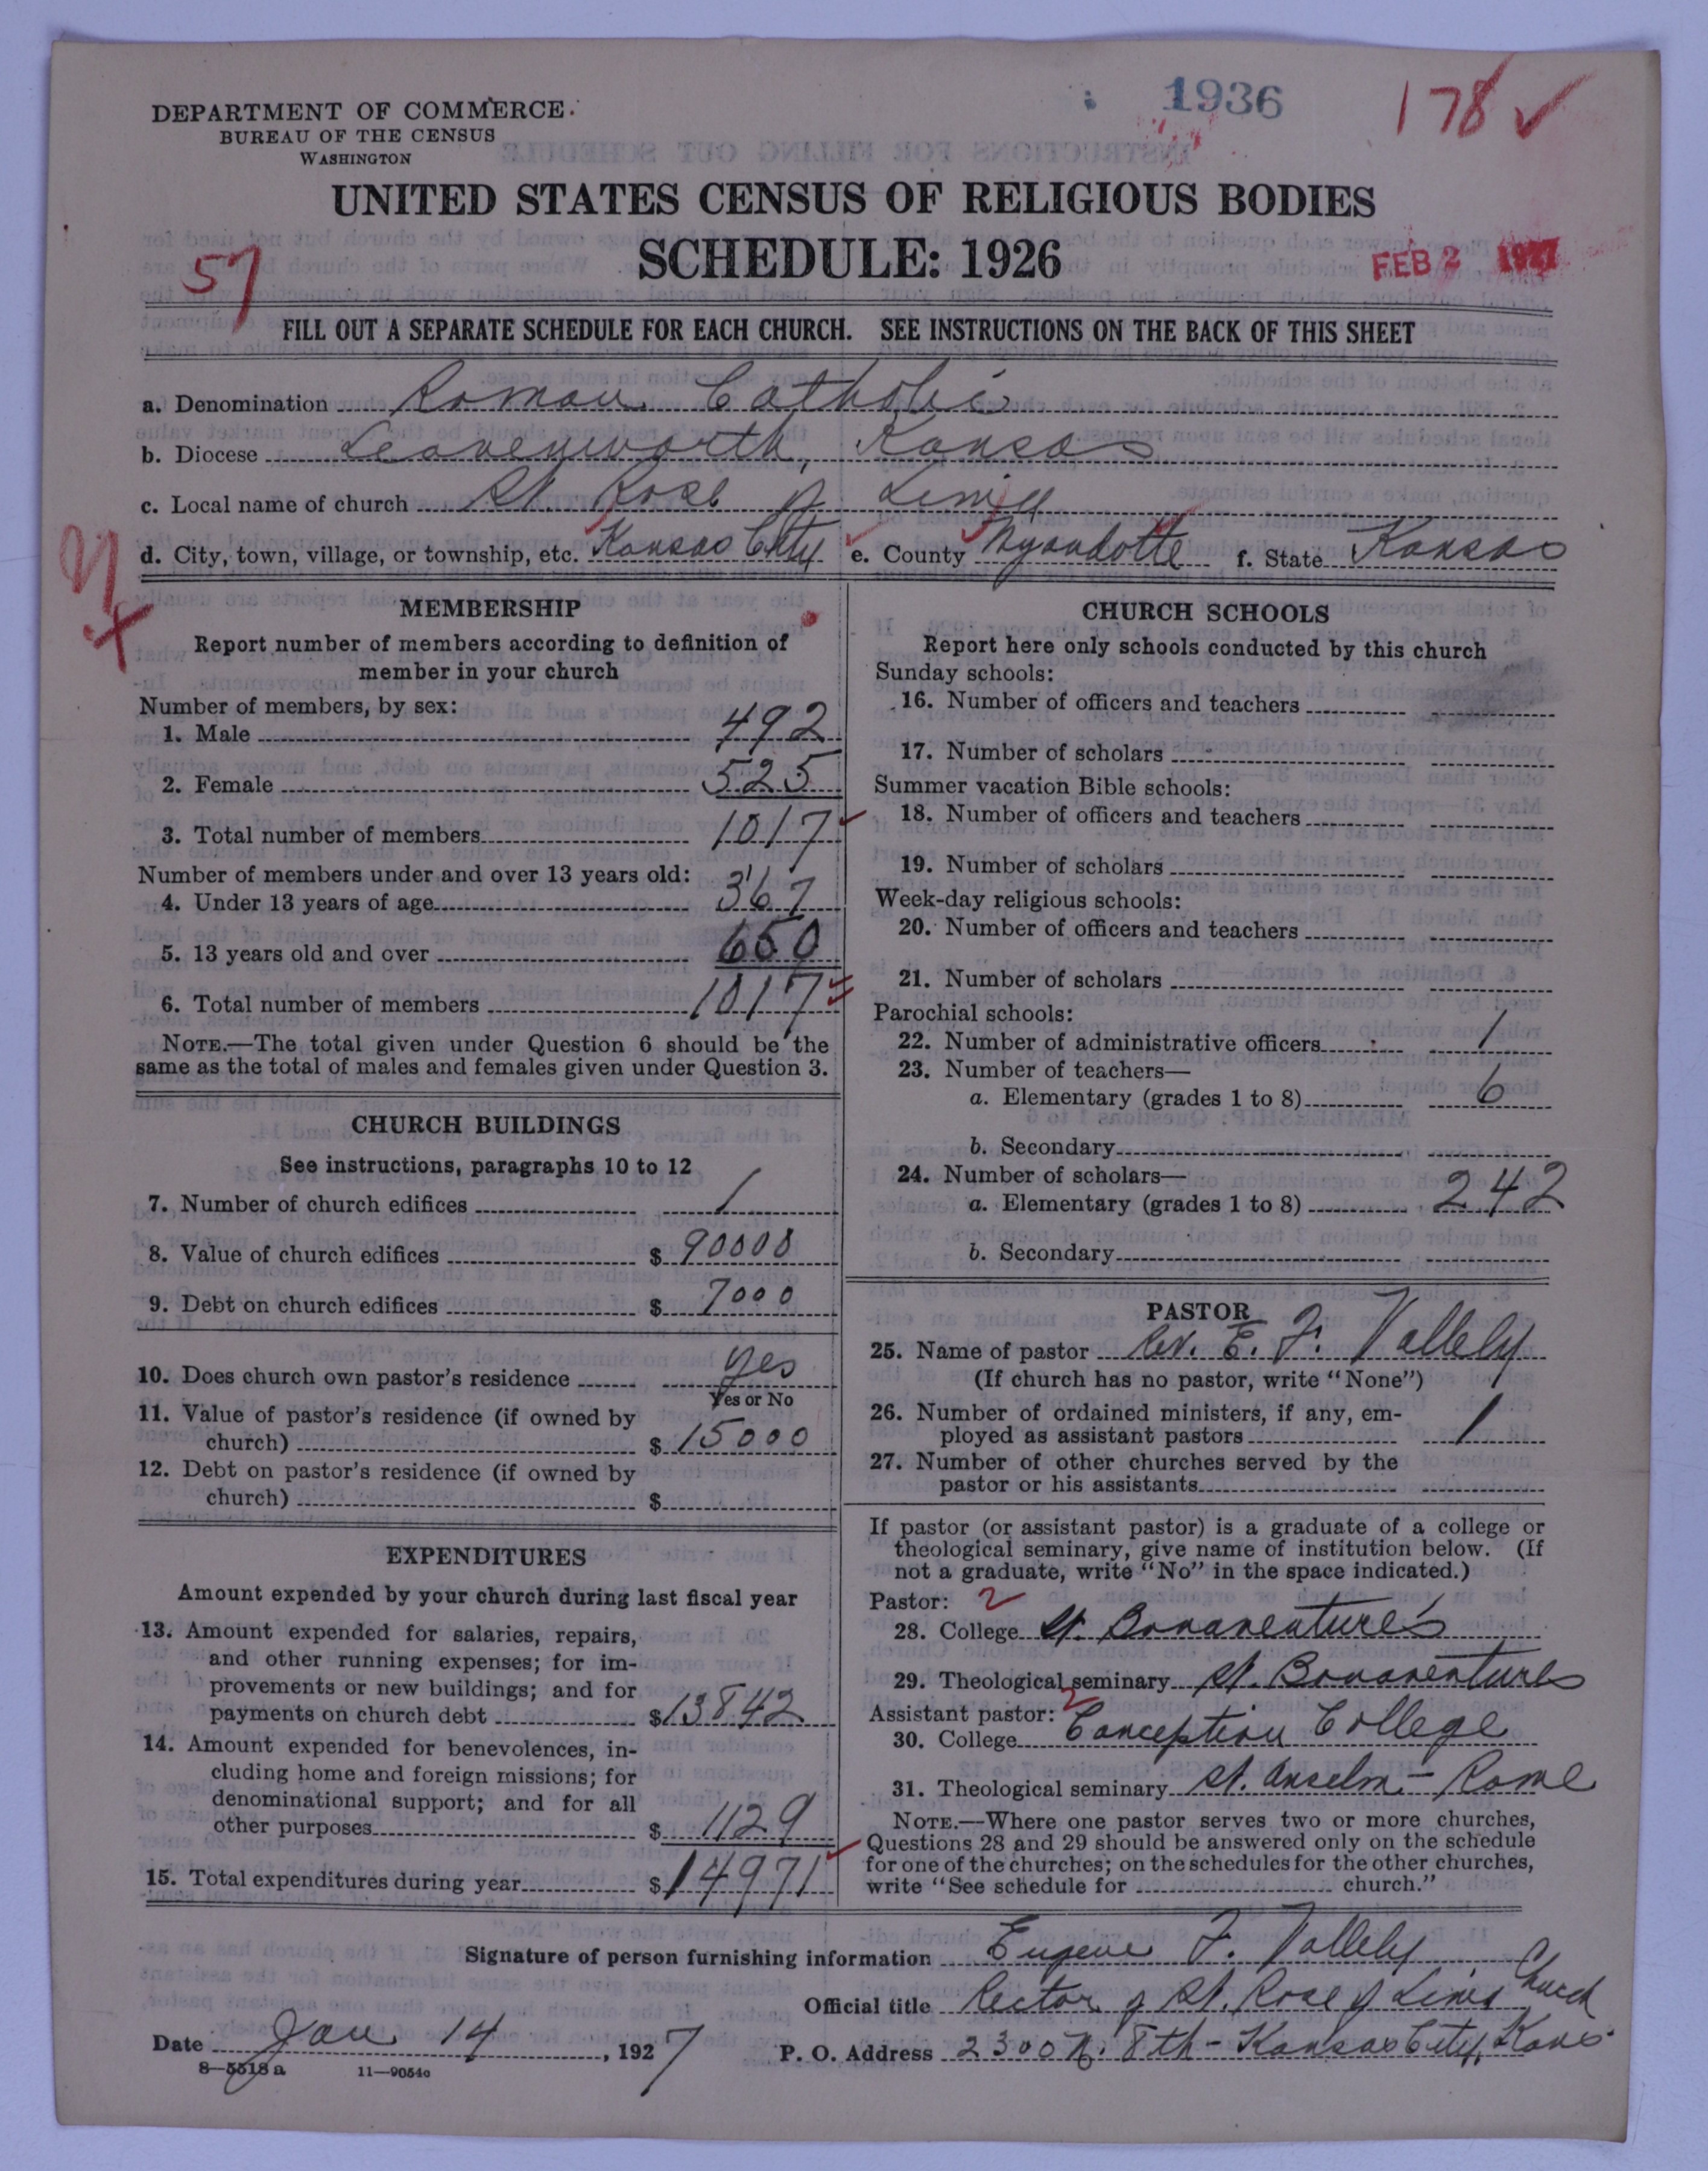 1936
178 ✓
DEPARTMENT OF COMMERCE
BUREAU OF THE CENSUS
WASHINGTON
UNITED STATES CENSUS OF RELIGIOUS BODIES
SCHEDULE: 1926
57
FEB 2 1927
FILL OUT A SEPARATE SCHEDULE FOR EACH CHURCH. SEE INSTRUCTIONS ON THE BACK OF THIS SHEET
a. Denomination Roman Catholic
b. Diocese Leavenworth, Kansas
c. Local name of church St. Rose of Lima
d. City, town, village, or township, etc. Kansas City e. County Wyandotte f. State Kansas
MEMBERSHIP
Report number of members according to definition of
member in your church
Number of members, by sex:
1. Male 492
2. Female 525
3. Total number of members 1017
Number of members under and over 13 years old:
4. Under 13 years of age 367
5. 13 years old and over 650
6. Total number of members 1017
NOTE.—The total given under Question 6 should be the
same as the total of males and females given under Question 3.
CHURCH BUILDINGS
See instructions, paragraphs 10 to 12
7. Number of church edifices 1
8. Value of church edifices $ 90000
9. Debt on church edifices $ 7000
10. Does church own pastor's residence yes
Yes or No
11. Value of pastor's residence (if owned by
church) $ 15000
12. Debt on pastor's residence (if owned by
church) $
EXPENDITURES
Amount expended by your church during last fiscal year
13. Amount expended for salaries, repairs,
and other running expenses; for im-
provements or new buildings; and for
payments on church debt $ 13842
14. Amount expended for benevolences, in-
cluding home and foreign missions; for
denominational support; and for all
other purposes $ 1129
15. Total expenditures during year $ 14971
CHURCH SCHOOLS
Report here only schools conducted by this church
Sunday schools:
16. Number of officers and teachers
17. Number of scholars
Summer vacation Bible schools:
18. Number of officers and teachers
19. Number of scholars
Week-day religious schools:
20. Number of officers and teachers
21. Number of scholars
Parochial schools:
22. Number of administrative officers 1
23. Number of teachers—
a. Elementary (grades 1 to 8) 6
b. Secondary
24. Number of scholars—
a. Elementary (grades 1 to 8) 242
b. Secondary
PASTOR
25. Name of pastor Rev. E. F. Vallely
(If church has no pastor, write "None")
26. Number of ordained ministers, if any, em-
ployed as assistant pastors 1
27. Number of other churches served by the
pastor or his assistants
If pastor (or assistant pastor) is a graduate of a college or
theological seminary, give name of institution below. (If
not a graduate, write "No" in the space indicated.)
Pastor: 2
28. College St. Bonaventure's
29. Theological seminary St. Bonaventures
Assistant pastor: 2
30. College Conception College
31. Theological seminary St. Anselm - Rome
NOTE.—Where one pastor serves two or more churches,
Questions 28 and 29 should be answered only on the schedule
for one of the churches; on the schedules for the other churches,
write "See schedule for church."
Signature of person furnishing information Eugene F. Vallely
Official title Rector of St. Rose of Lima Church
Date Jan 14, 1927
P. O. Address 2300 N. 8th - Kansas City, Kans.
8—5518 a 11—9054c